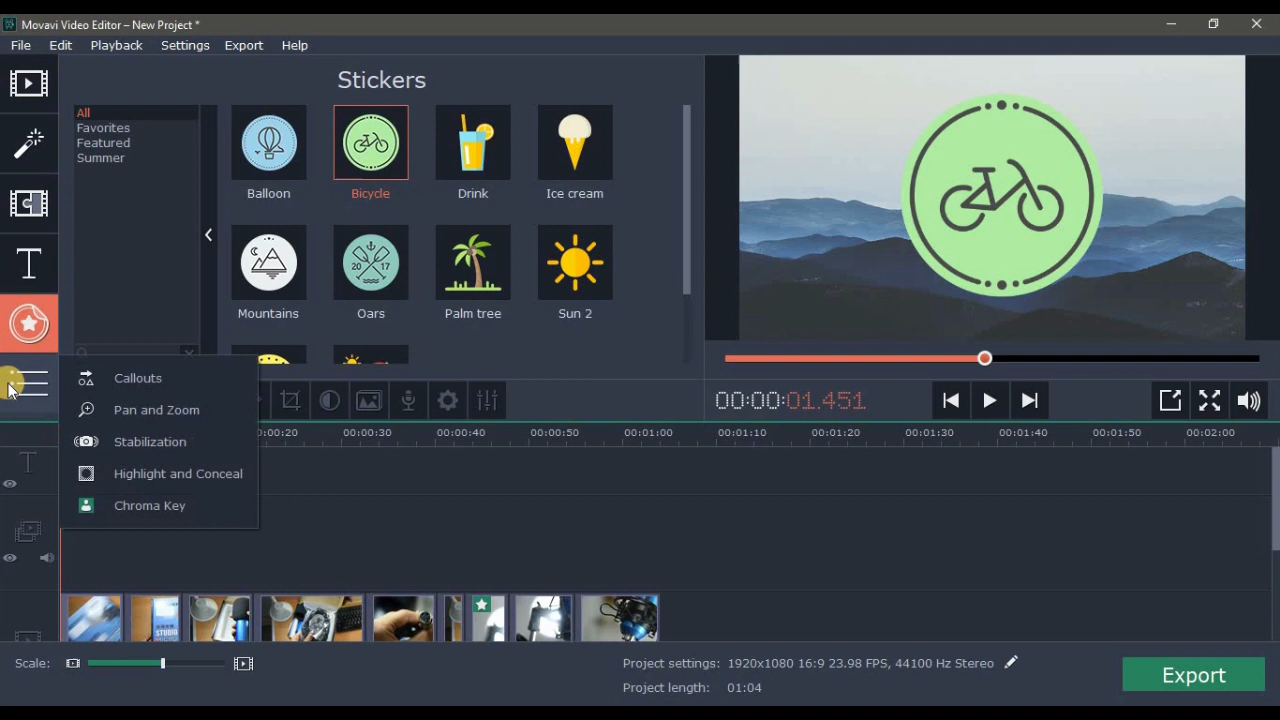 Movavi Video Editor – New Project *
File Edit Playback Settings Export Help
Stickers
All
Favorites
Featured
Summer
Balloon Bicycle Drink Ice cream
2017
Mountains Oars Palm tree Sun 2
Callouts
Pan and Zoom
Stabilization
Highlight and Conceal
Chroma Key
00:00:01.451
00:00:20 00:00:30 00:00:40 00:00:50 00:01:00 00:01:10 00:01:20 00:01:30 00:01:40 00:01:50 00:02:00
T
STUDIO
Scale:
Project settings: 1920x1080 16:9 23.98 FPS, 44100 Hz Stereo
Project length: 01:04
Export